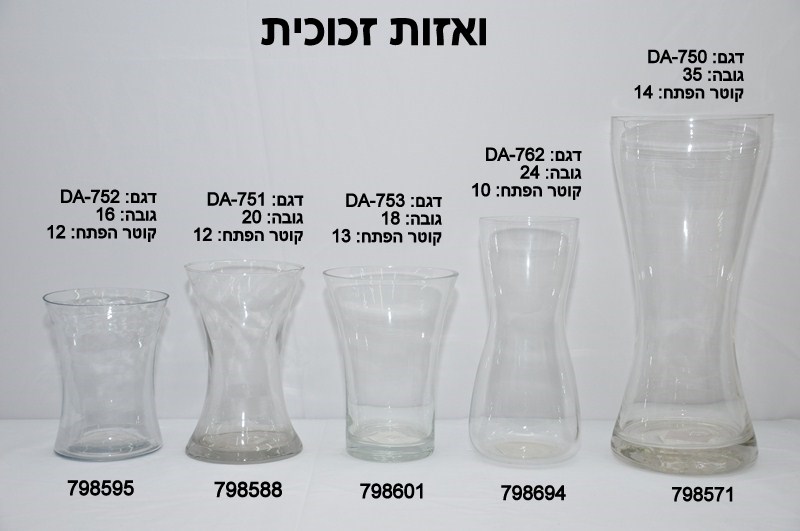 ואזות זכוכית
דגם: DA-750
גובה: 35
קוטר הפתח: 14
דגם: DA-762
גובה: 24
קוטר הפתח: 10
דגם: DA-753
גובה: 18
קוטר הפתח: 13
דגם: DA-751
גובה: 20
קוטר הפתח: 12
דגם: DA-752
גובה: 16
קוטר הפתח: 12
798571
798694
798601
798588
798595